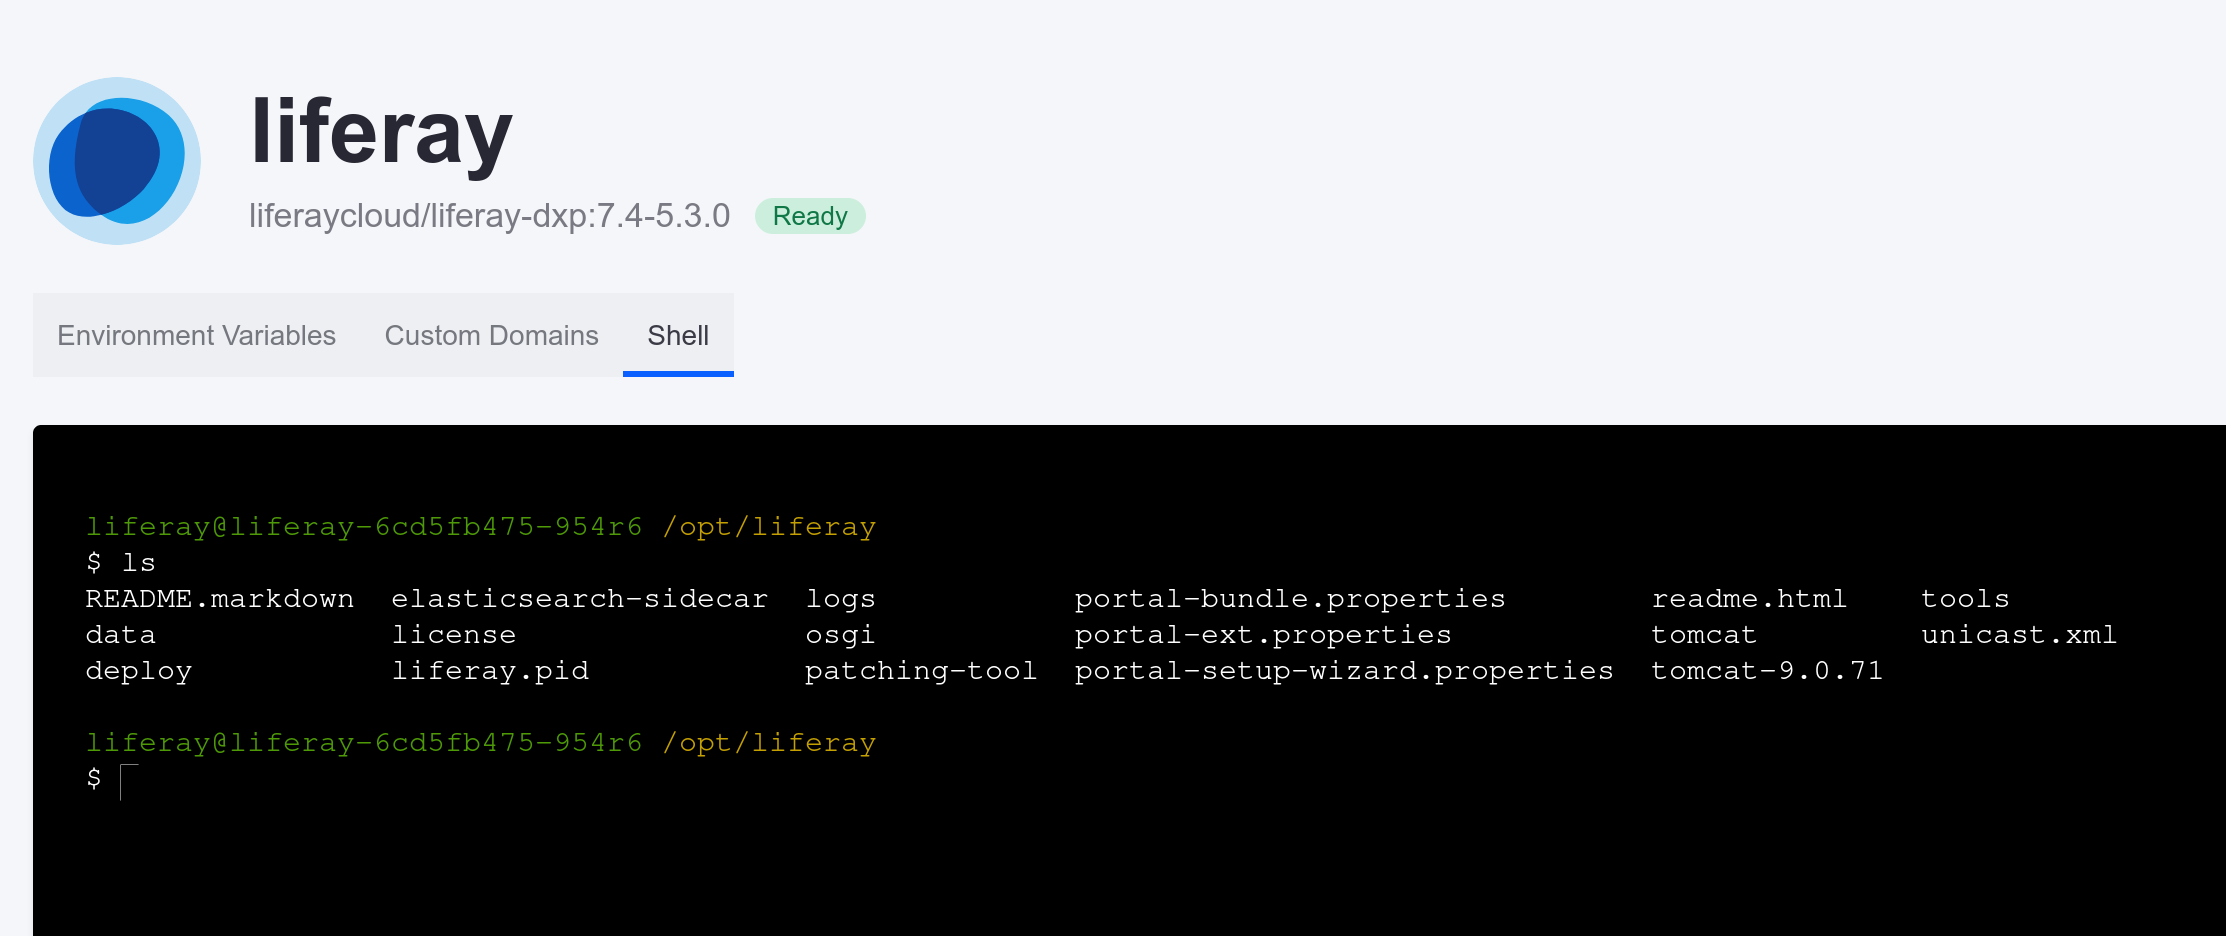 liferay
liferaycloud/liferay-dxp:7.4-5.3.0 Ready
Environment Variables Custom Domains Shell
liferay@liferay-6cd5fb475-954r6 /opt/liferay
$ ls
README.markdown elasticsearch-sidecar logs portal-bundle.properties readme.html tools
data license osgi portal-ext.properties tomcat unicast.xml
deploy liferay.pid patching-tool portal-setup-wizard.properties tomcat-9.0.71
liferay@liferay-6cd5fb475-954r6 /opt/liferay
$